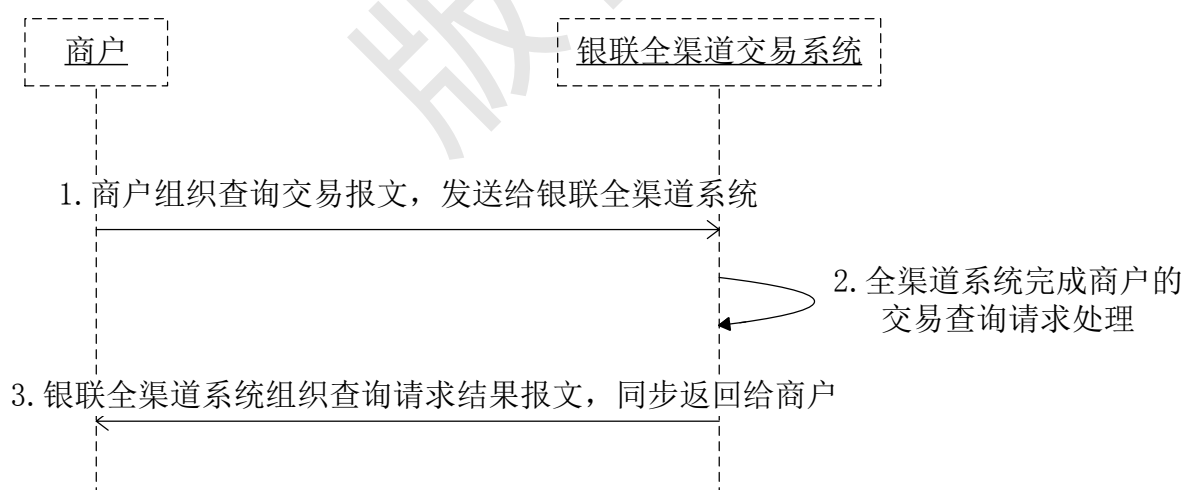 商户
银联全渠道交易系统
1.商户组织查询交易报文，发送给银联全渠道系统
2.全渠道系统完成商户的
交易查询请求处理
3.银联全渠道系统组织查询请求结果报文，同步返回给商户
版